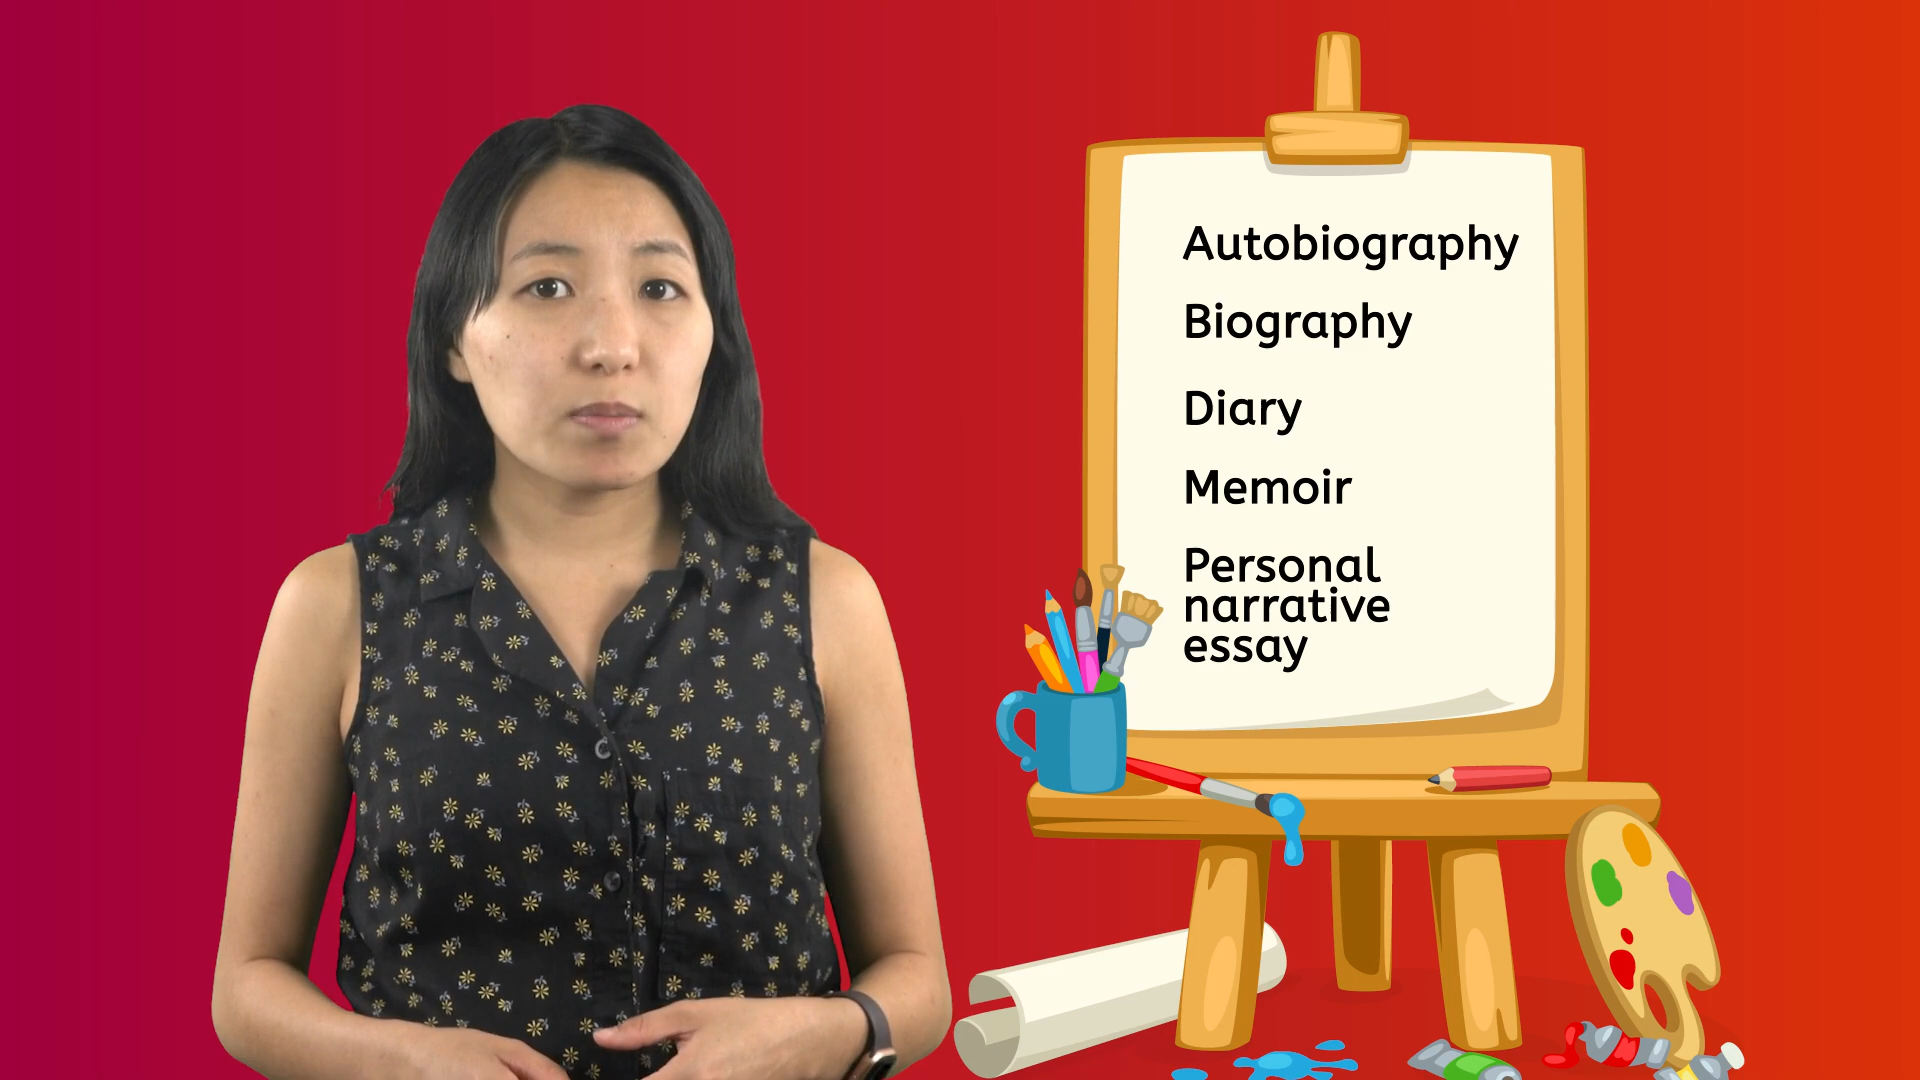 Autobiography
Biography
Diary
Memoir
Personal
narrative
essay